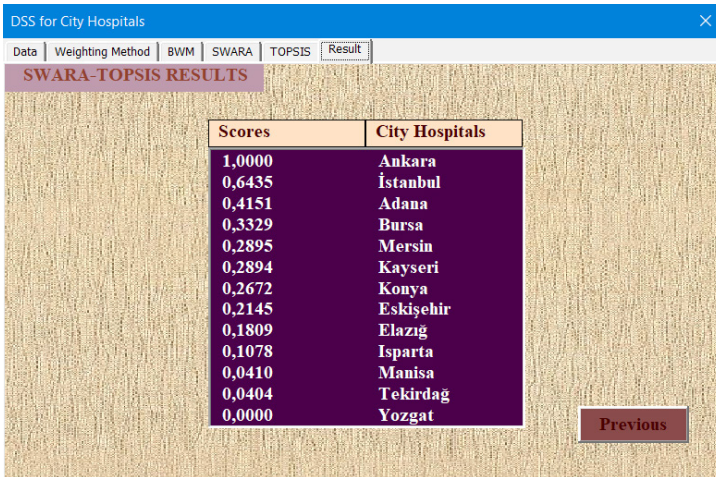 DSS for City Hospitals
Data Weighting Method BWM SWARA TOPSIS Result
SWARA-TOPSIS RESULTS
Scores City Hospitals
1,0000 Ankara
0,6435 İstanbul
0,4151 Adana
0,3329 Bursa
0,2895 Mersin
0,2894 Kayseri
0,2672 Konya
0,2145 Eskişehir
0,1809 Elazığ
0,1078 Isparta
0,0410 Manisa
0,0404 Tekirdağ
0,0000 Yozgat
Previous